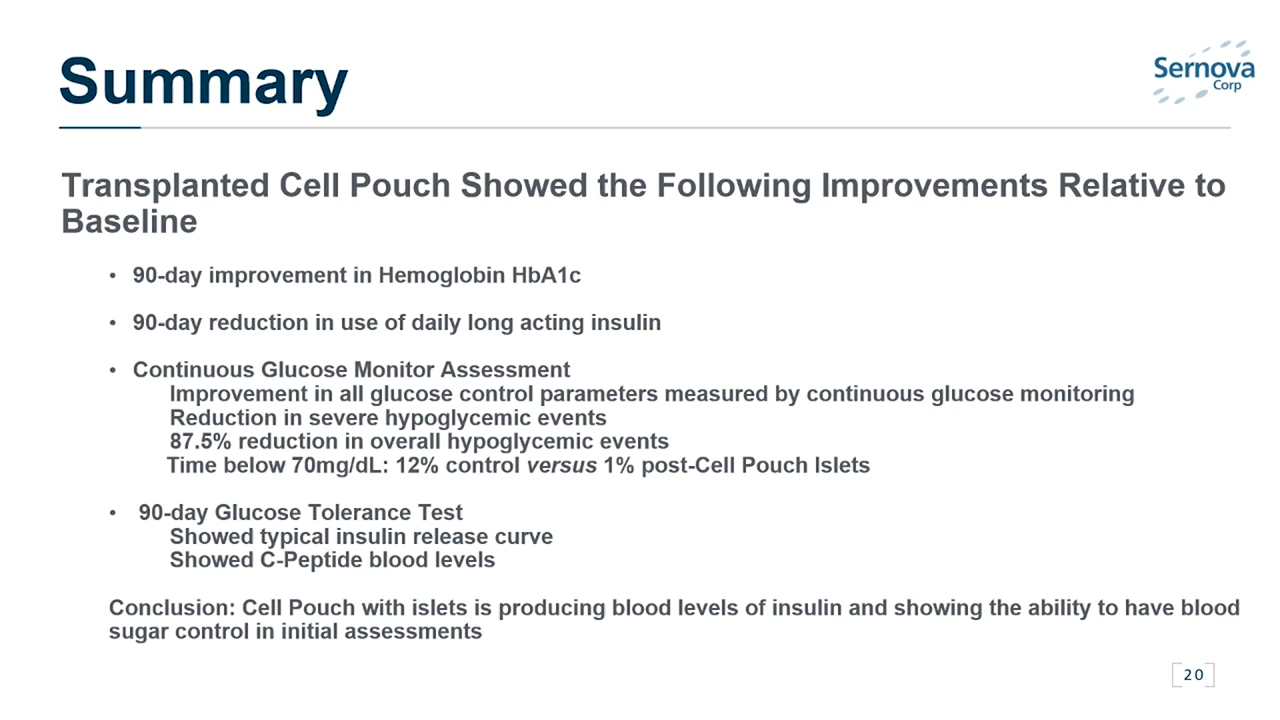 Summary
Sernova
Corp
Transplanted Cell Pouch Showed the Following Improvements Relative to
Baseline
• 90-day improvement in Hemoglobin HbA1c
• 90-day reduction in use of daily long acting insulin
• Continuous Glucose Monitor Assessment
Improvement in all glucose control parameters measured by continuous glucose monitoring
Reduction in severe hypoglycemic events
87.5% reduction in overall hypoglycemic events
Time below 70mg/dL: 12% control versus 1% post-Cell Pouch Islets
• 90-day Glucose Tolerance Test
Showed typical insulin release curve
Showed C-Peptide blood levels
Conclusion: Cell Pouch with islets is producing blood levels of insulin and showing the ability to have blood
sugar control in initial assessments
20